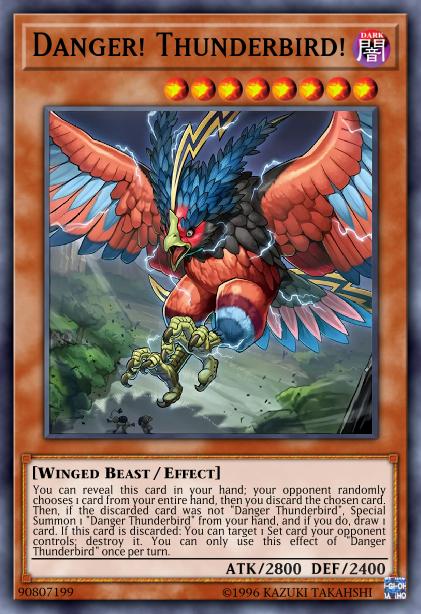 DANGER! THUNDERBIRD!
DARK
闇
[WINGED BEAST / EFFECT]
You can reveal this card in your hand; your opponent randomly
chooses 1 card from your entire hand, then you discard the chosen card.
Then, if the discarded card was not "Danger Thunderbird", Special
Summon 1 "Danger Thunderbird" from your hand, and if you do, draw 1
card. If this card is discarded: You can target 1 Set card your opponent
controls; destroy it. You can only use this effect of "Danger
Thunderbird" once per turn.
ATK/2800 DEF/2400
90807199
©1996 KAZUKI TAKAHSHI